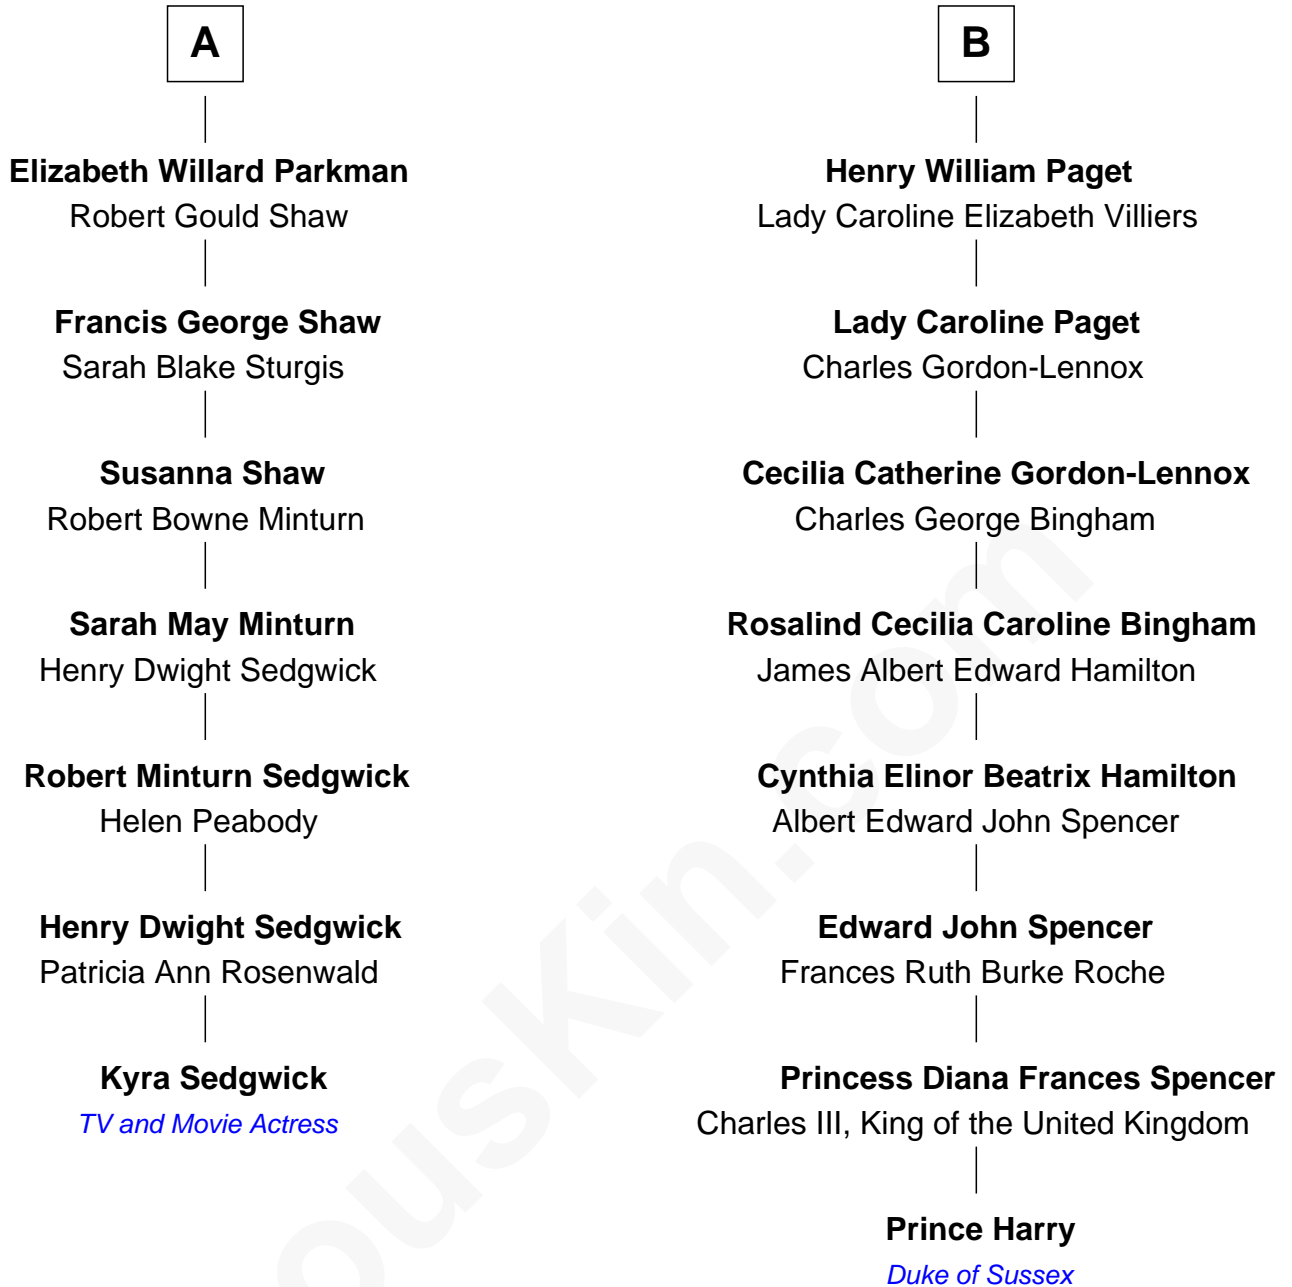 A
Elizabeth Willard Parkman
Robert Gould Shaw
Francis George Shaw
Sarah Blake Sturgis
Susanna Shaw
Robert Bowne Minturn
Sarah May Minturn
Henry Dwight Sedgwick
Robert Minturn Sedgwick
Helen Peabody
Henry Dwight Sedgwick
Patricia Ann Rosenwald
Kyra Sedgwick
TV and Movie Actress
B
Henry William Paget
Lady Caroline Elizabeth Villiers
Lady Caroline Paget
Charles Gordon-Lennox
Cecilia Catherine Gordon-Lennox
Charles George Bingham
Rosalind Cecilia Caroline Bingham
James Albert Edward Hamilton
Cynthia Elinor Beatrix Hamilton
Albert Edward John Spencer
Edward John Spencer
Frances Ruth Burke Roche
Princess Diana Frances Spencer
Charles III, King of the United Kingdom
Prince Harry
Duke of Sussex
ousKin.com